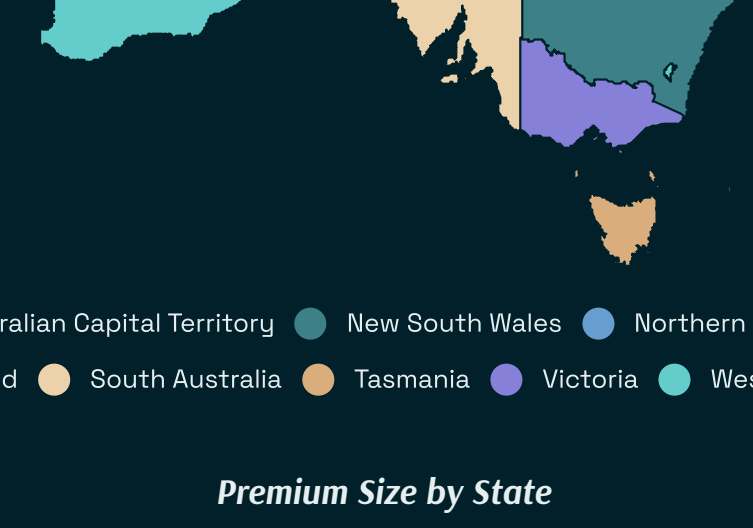 ralian Capital Territory New South Wales Northern
d South Australia Tasmania Victoria Wes
Premium Size by State